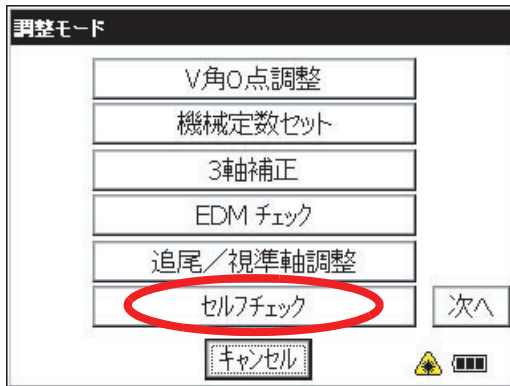 調整モード
V角0点調整
機械定数セット
3軸補正
EDM チェック
追尾／視準軸調整
セルフチェック
次へ
キャンセル